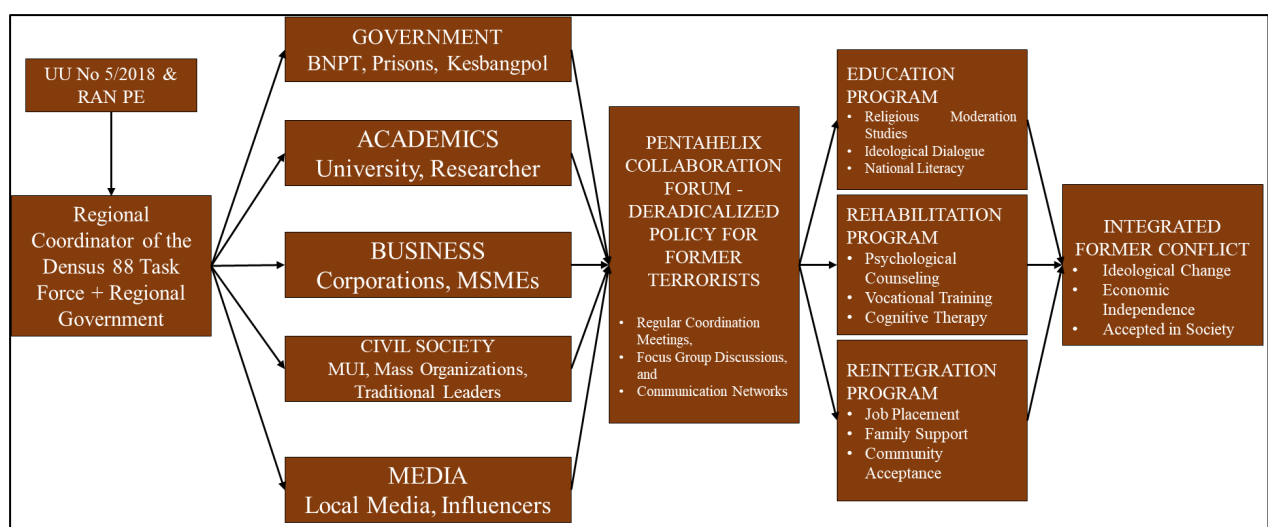 UU No 5/2018 &
RAN PE
Regional
Coordinator of the
Densus 88 Task
Force + Regional
Government
GOVERNMENT
BNPT, Prisons, Kesbangpol
ACADEMICS
University, Researcher
BUSINESS
Corporations, MSMEs
CIVIL SOCIETY
MUI, Mass Organizations,
Traditional Leaders
MEDIA
Local Media, Influencers
PENTAHELIX
COLLABORATION
FORUM -
DERADICALIZED
POLICY FOR
FORMER
TERRORISTS
• Regular Coordination
Meetings,
• Focus Group Discussions,
and
• Communication Networks
EDUCATION
PROGRAM
• Religious Moderation
Studies
• Ideological Dialogue
• National Literacy
REHABILITATION
PROGRAM
• Psychological
Counseling
• Vocational Training
• Cognitive Therapy
REINTEGRATION
PROGRAM
• Job Placement
• Family Support
• Community
Acceptance
INTEGRATED
FORMER CONFLICT
• Ideological Change
• Economic
Independence
• Accepted in Society